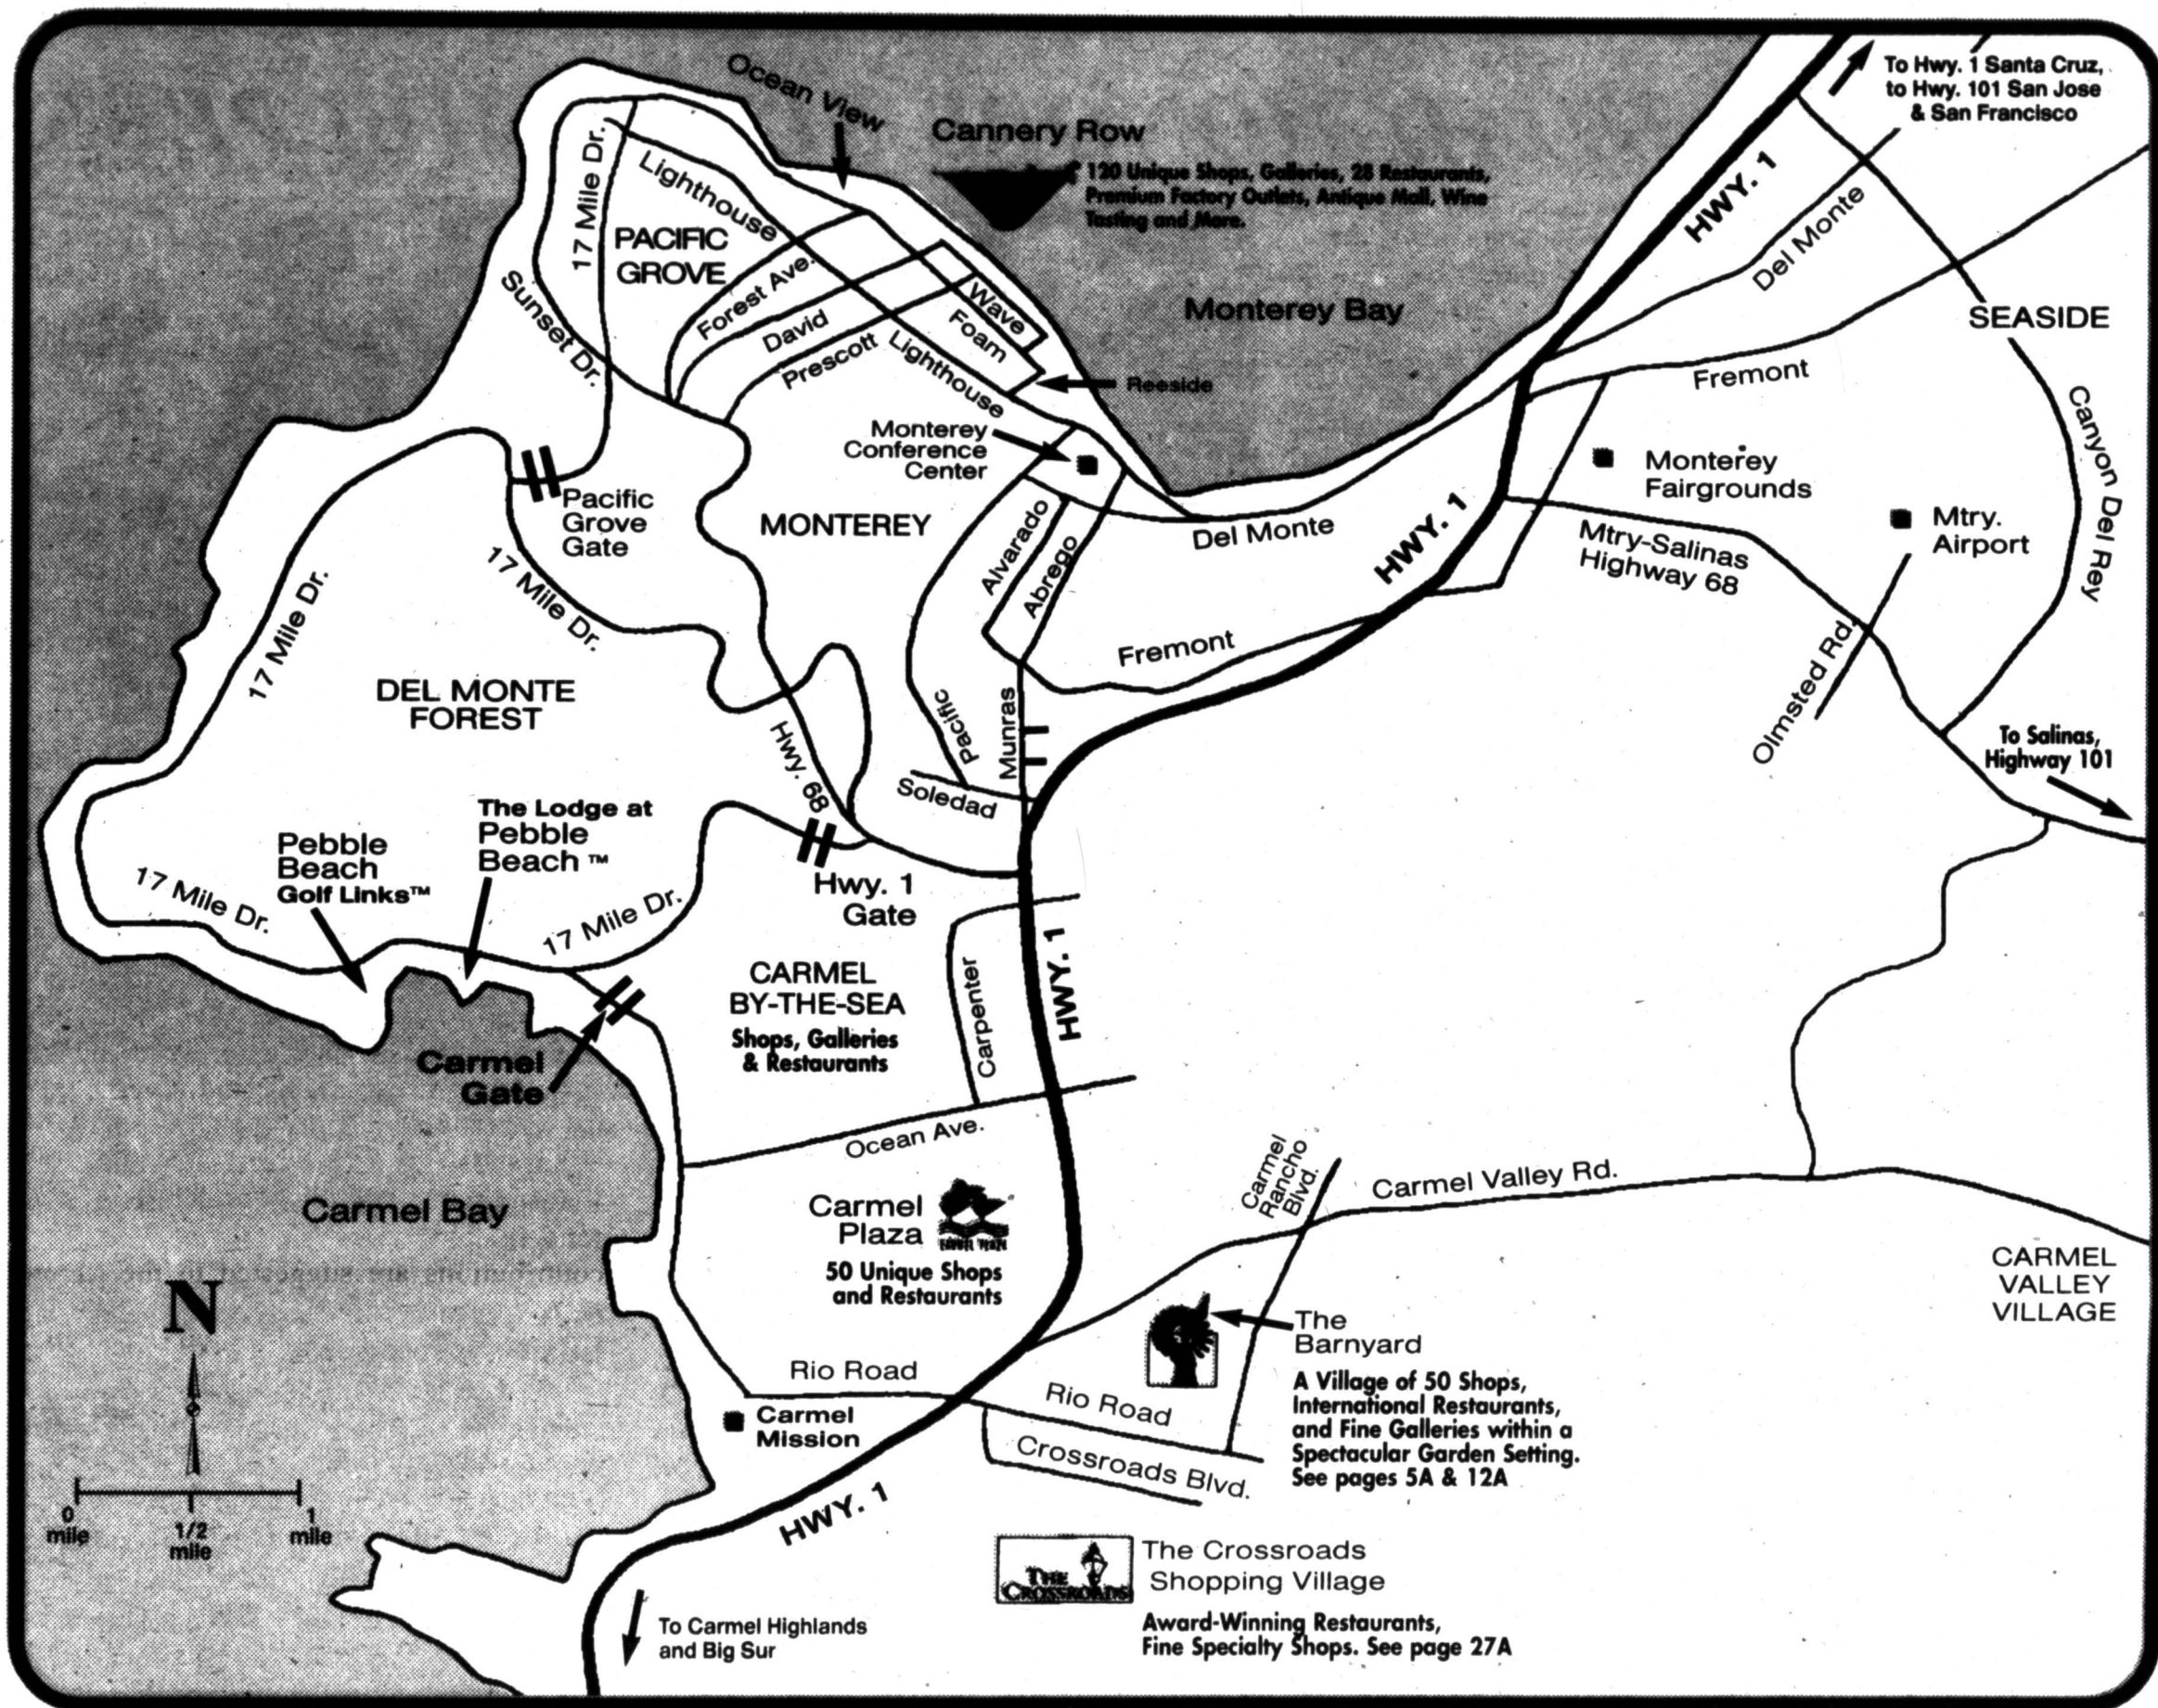 Ocean View
Cannery Row
120 Unique Shops, Galleries, 28 Restaurants,
Premium Factory Outlets, Antique Mall, Wine
Tasting and More.
To Hwy. 1 Santa Cruz,
to Hwy. 101 San Jose
& San Francisco
HWY. 1
Del Monte
17 Mile Dr.
Lighthouse
PACIFIC
GROVE
Forest Ave.
David
Prescott
Sunset Dr.
Wave
Foam
Lighthouse
Reeside
Monterey Bay
SEASIDE
Fremont
Canyon Del Rey
Monterey
Conference
Center
Monterey
Fairgrounds
Mtry.
Airport
Pacific
Grove
Gate
MONTEREY
Alvarado
Abrego
Del Monte
HWY. 1
Mtry-Salinas
Highway 68
17 Mile Dr.
17 Mile Dr.
Fremont
Olmsted Rd.
DEL MONTE
FOREST
Hwy. 68
Pacific
Munras
Soledad
To Salinas,
Highway 101
The Lodge at
Pebble
Beach ™
Pebble
Beach
Golf Links™
17 Mile Dr.
17 Mile Dr.
Hwy. 1
Gate
CARMEL
BY-THE-SEA
Shops, Galleries
& Restaurants
Carpenter
HWY. 1
Carmel
Gate
Ocean Ave.
Carmel
Rancho
Blvd.
Carmel Valley Rd.
Carmel Bay
Carmel
Plaza
50 Unique Shops
and Restaurants
CARMEL
VALLEY
VILLAGE
N
The
Barnyard
A Village of 50 Shops,
International Restaurants,
and Fine Galleries within a
Spectacular Garden Setting.
See pages 5A & 12A
Rio Road
Rio Road
Carmel
Mission
Crossroads Blvd.
HWY. 1
0
mile
1/2
mile
1
mile
THE
CROSSROADS
The Crossroads
Shopping Village
Award-Winning Restaurants,
Fine Specialty Shops. See page 27A
To Carmel Highlands
and Big Sur